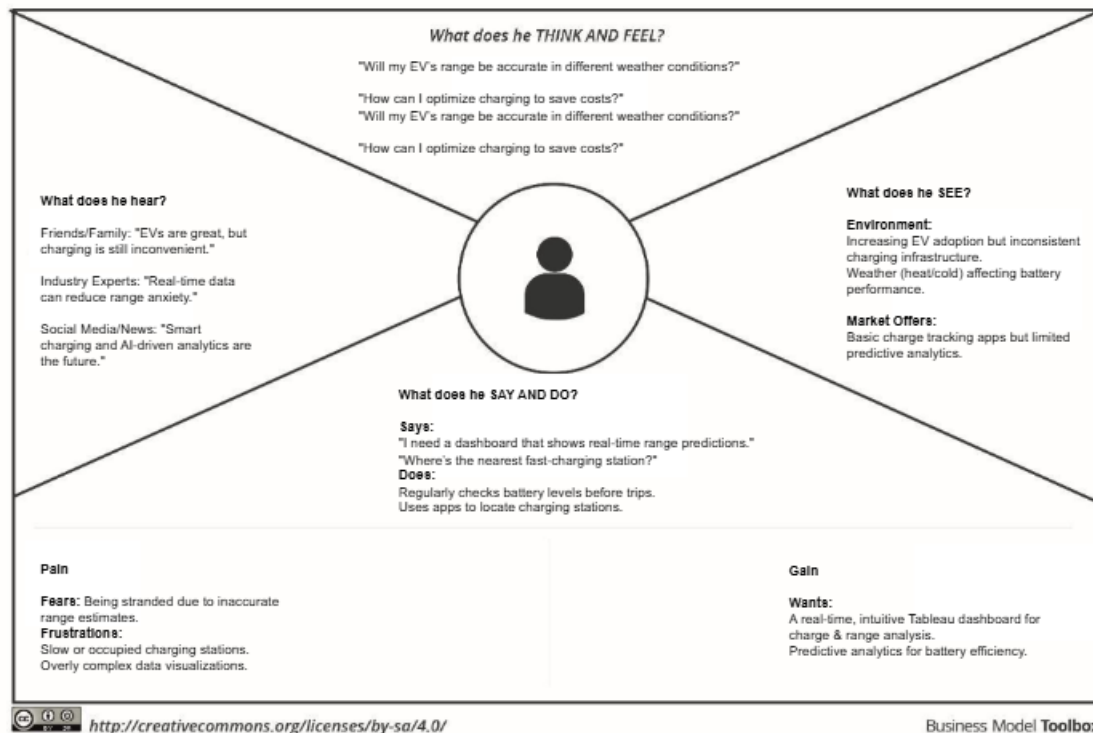 What does he THINK AND FEEL?
"Will my EV's range be accurate in different weather conditions?"
"How can I optimize charging to save costs?"
"Will my EV's range be accurate in different weather conditions?"
"How can I optimize charging to save costs?"
What does he hear?
Friends/Family: "EVs are great, but
charging is still inconvenient."
Industry Experts: "Real-time data
can reduce range anxiety."
Social Media/News: "Smart
charging and AI-driven analytics are
the future."
What does he SEE?
Environment:
Increasing EV adoption but inconsistent
charging infrastructure.
Weather (heat/cold) affecting battery
performance.
Market Offers:
Basic charge tracking apps but limited
predictive analytics.
What does he SAY AND DO?
Says:
"I need a dashboard that shows real-time range predictions."
"Where's the nearest fast-charging station?"
Does:
Regularly checks battery levels before trips.
Uses apps to locate charging stations.
Pain
Fears: Being stranded due to inaccurate
range estimates.
Frustrations:
Slow or occupied charging stations.
Overly complex data visualizations.
Gain
Wants:
A real-time, intuitive Tableau dashboard for
charge & range analysis.
Predictive analytics for battery efficiency.
cc BY SA
http://creativecommons.org/licenses/by-sa/4.0/
Business Model Toolbox